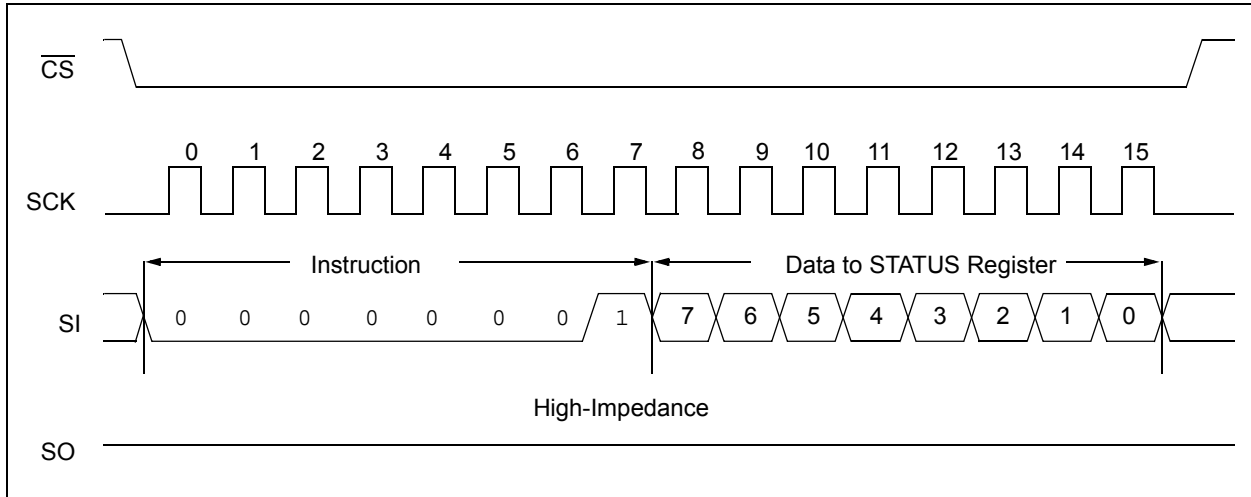 CS
0 1 2 3 4 5 6 7 8 9 10 11 12 13 14 15
SCK
Instruction Data to STATUS Register
SI 0 0 0 0 0 0 0 1 7 6 5 4 3 2 1 0
High-Impedance
SO